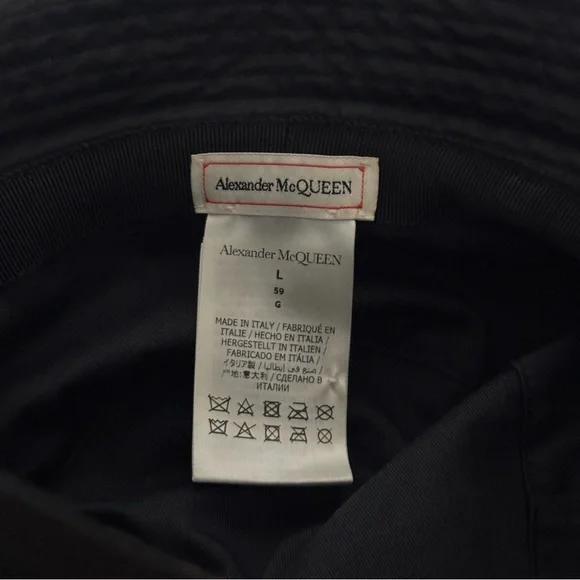 Alexander McQUEEN
Alexander McQUEEN
L
59
G
MADE IN ITALY / FABRIQUÉ EN
ITALIE / HECHO EN ITALIA /
HERGESTELLT IN ITALIEN /
FABRICADO EM ITÁLIA /
イタリア製 / صنع في إيطاليا /
产地:意大利 / СДЕЛАНО В
ИТАЛИИ